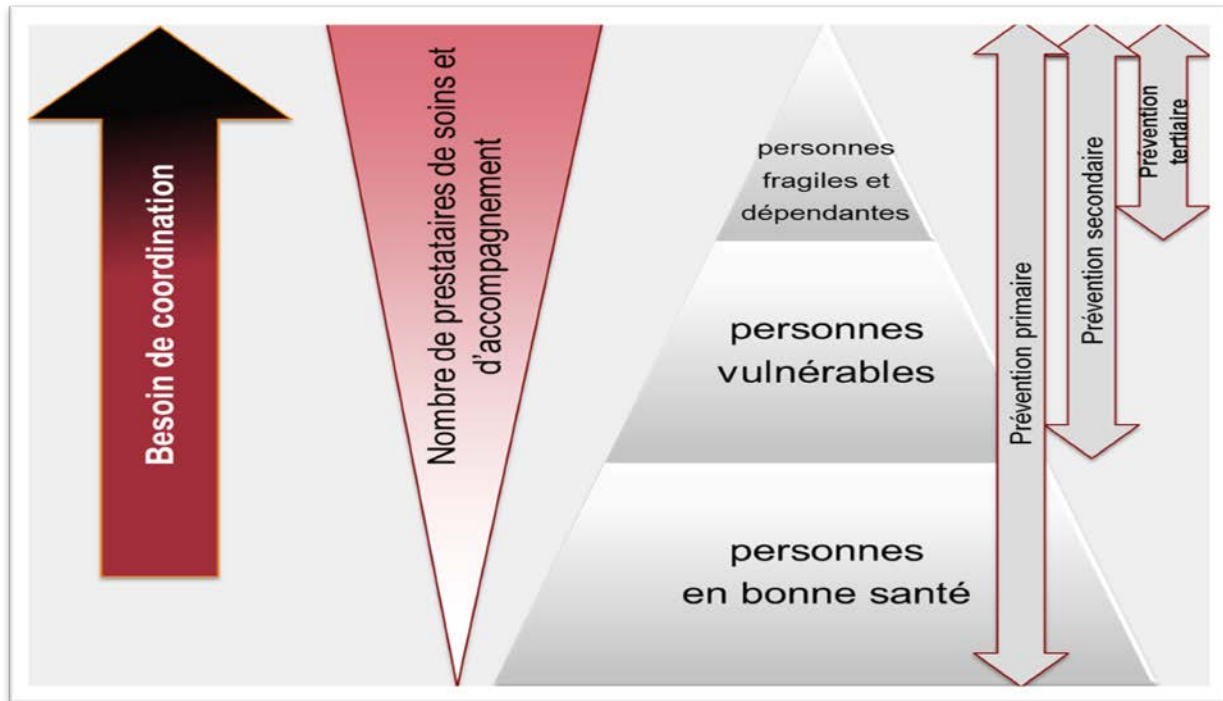 Besoin de coordination
Nombre de prestataires de soins et
d’accompagnement
personnes
fragiles et
dépendantes
personnes
vulnérables
personnes
en bonne santé
Prévention primaire
Prévention secondaire
Prévention
tertiaire